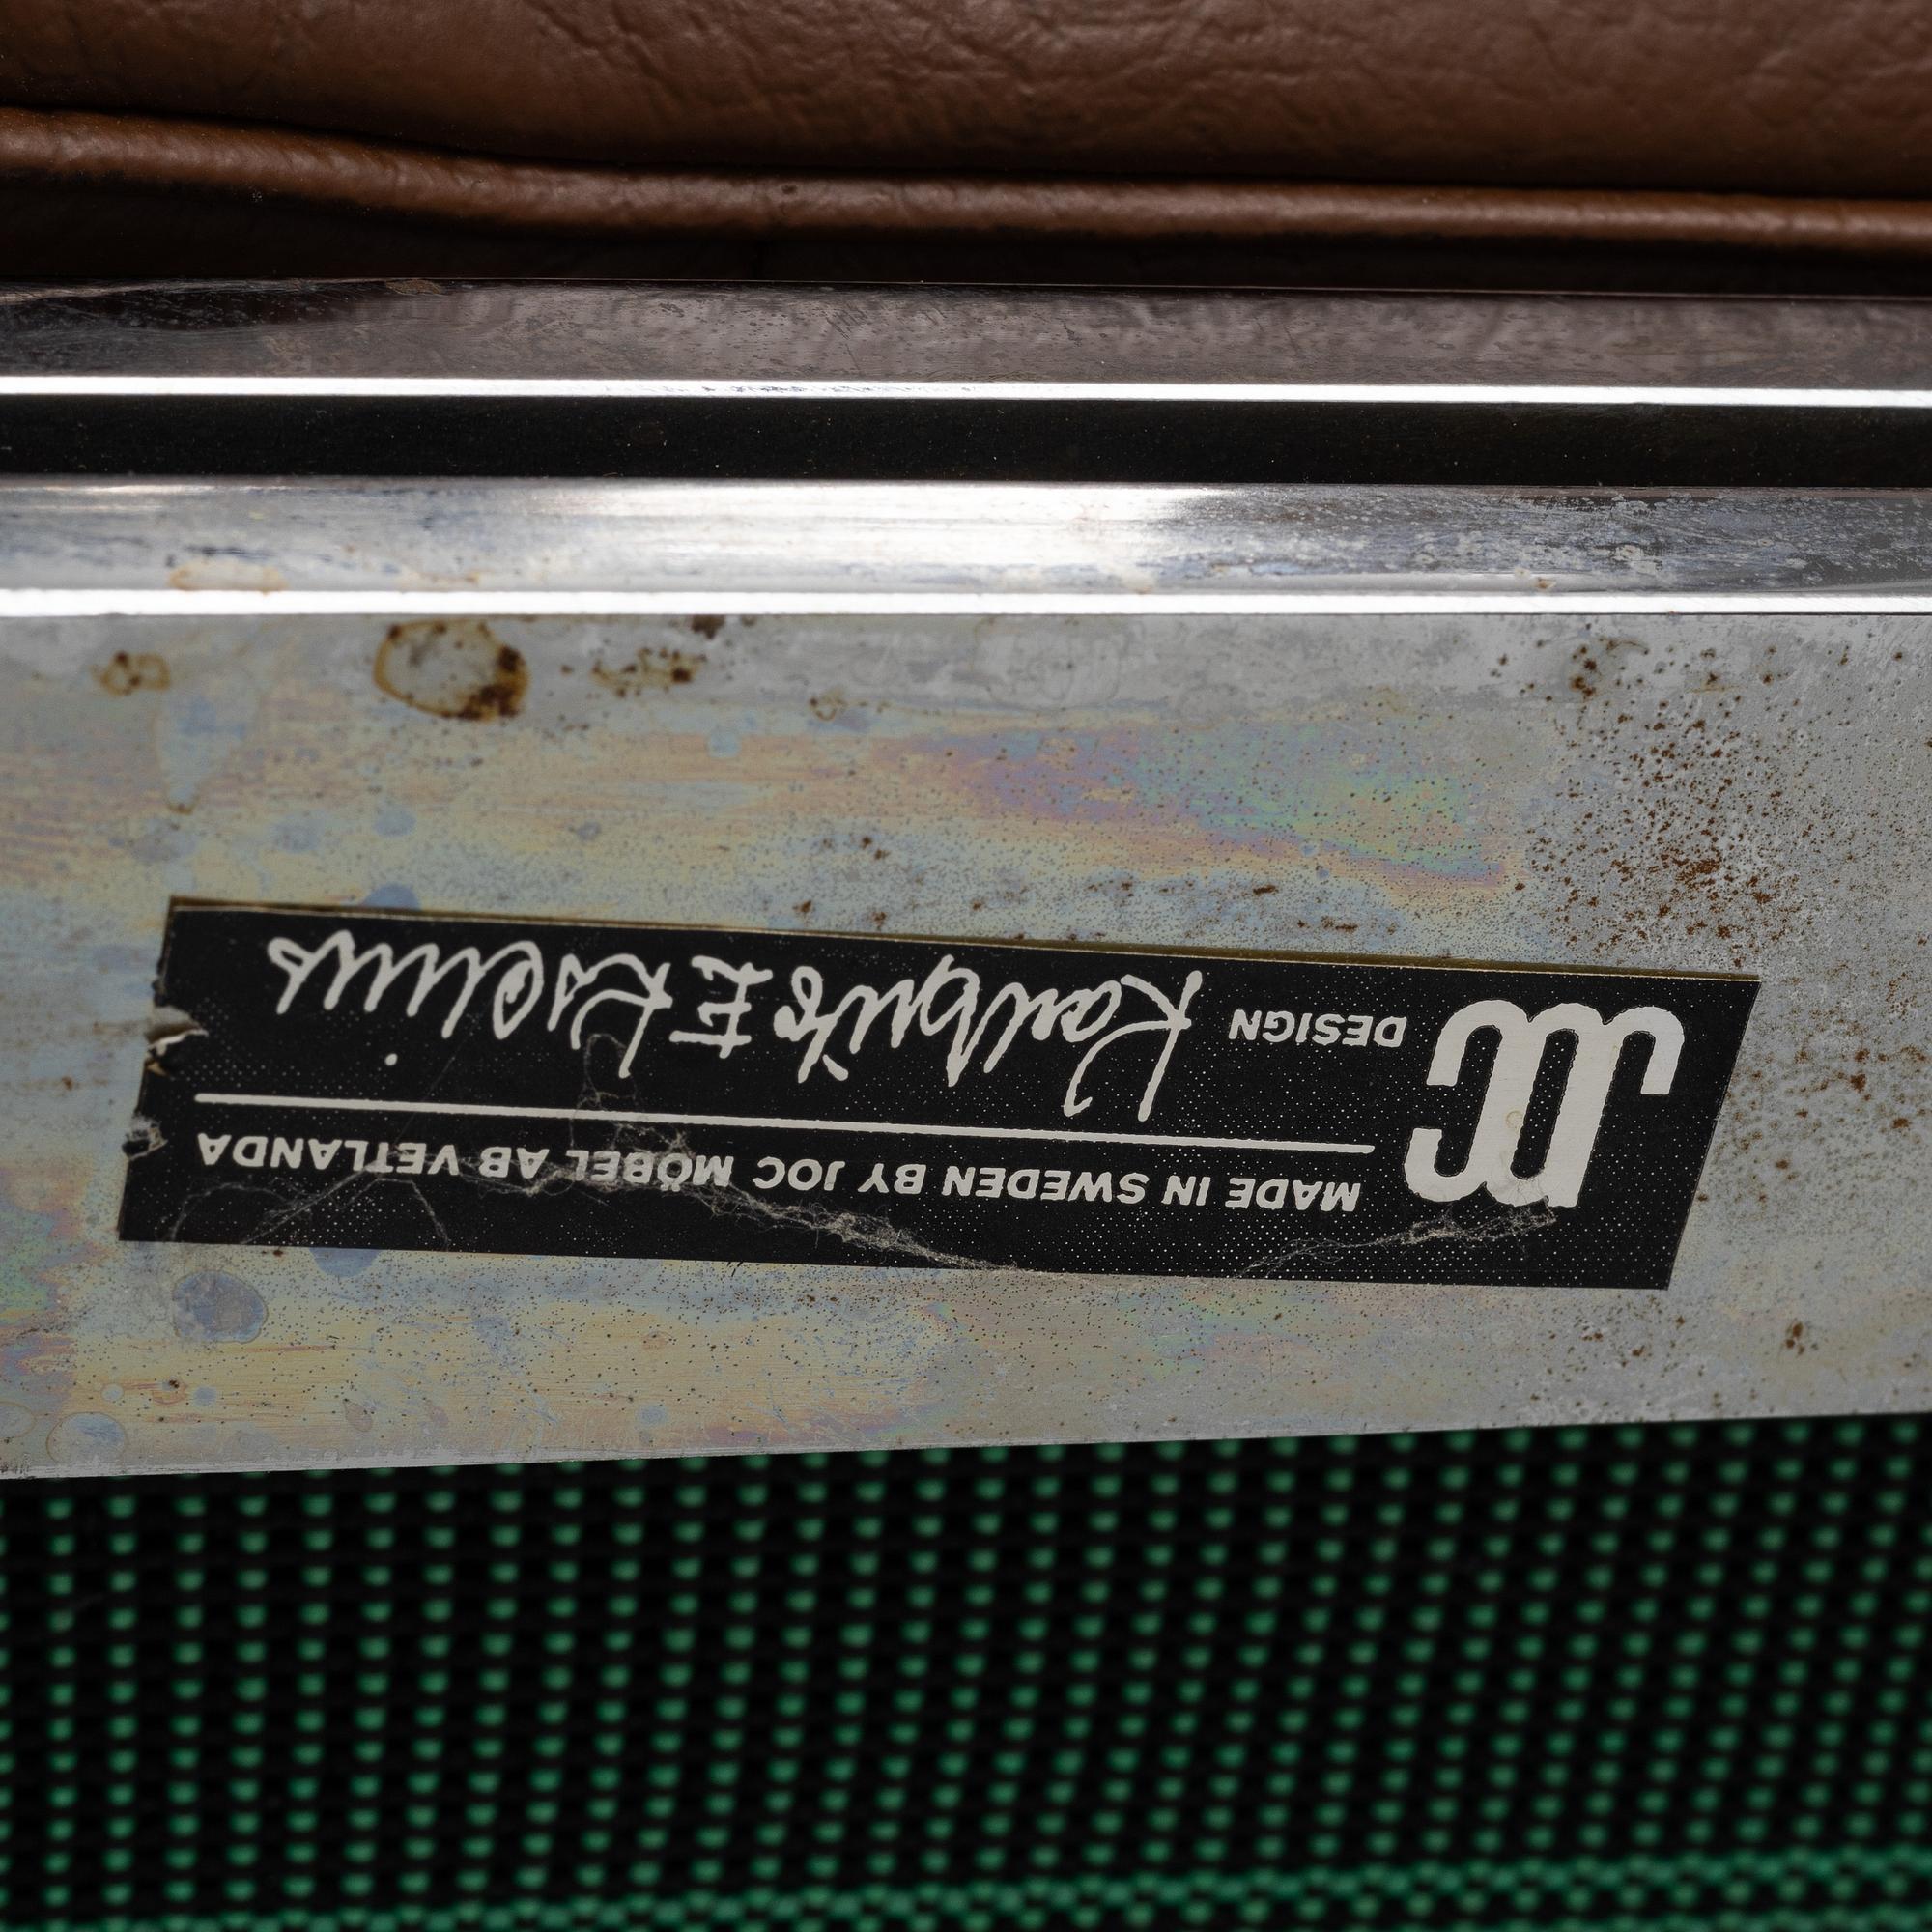 JOC DESIGN Karl Erik Ekselius
MADE IN SWEDEN BY JOC MÖBEL AB VETLANDA